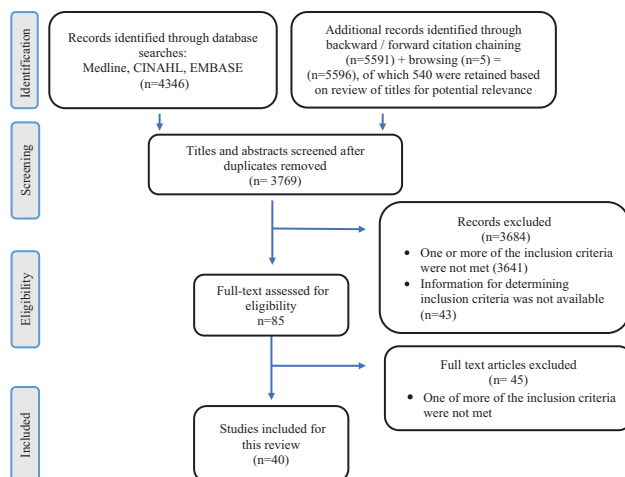 Identification
Records identified through database
searches:
Medline, CINAHL, EMBASE
(n=4346)
Additional records identified through
backward / forward citation chaining
(n=5591) + browsing (n=5) =
(n=5596), of which 540 were retained based
on review of titles for potential relevance
Screening
Titles and abstracts screened after
duplicates removed
(n= 3769)
Records excluded
(n=3684)
• One or more of the inclusion criteria
were not met (3641)
• Information for determining
inclusion criteria was not available
(n=43)
Eligibility
Full-text assessed for
eligibility
n=85
Full text articles excluded
(n= 45)
• One of more of the inclusion criteria
were not met
Included
Studies included for
this review
(n=40)